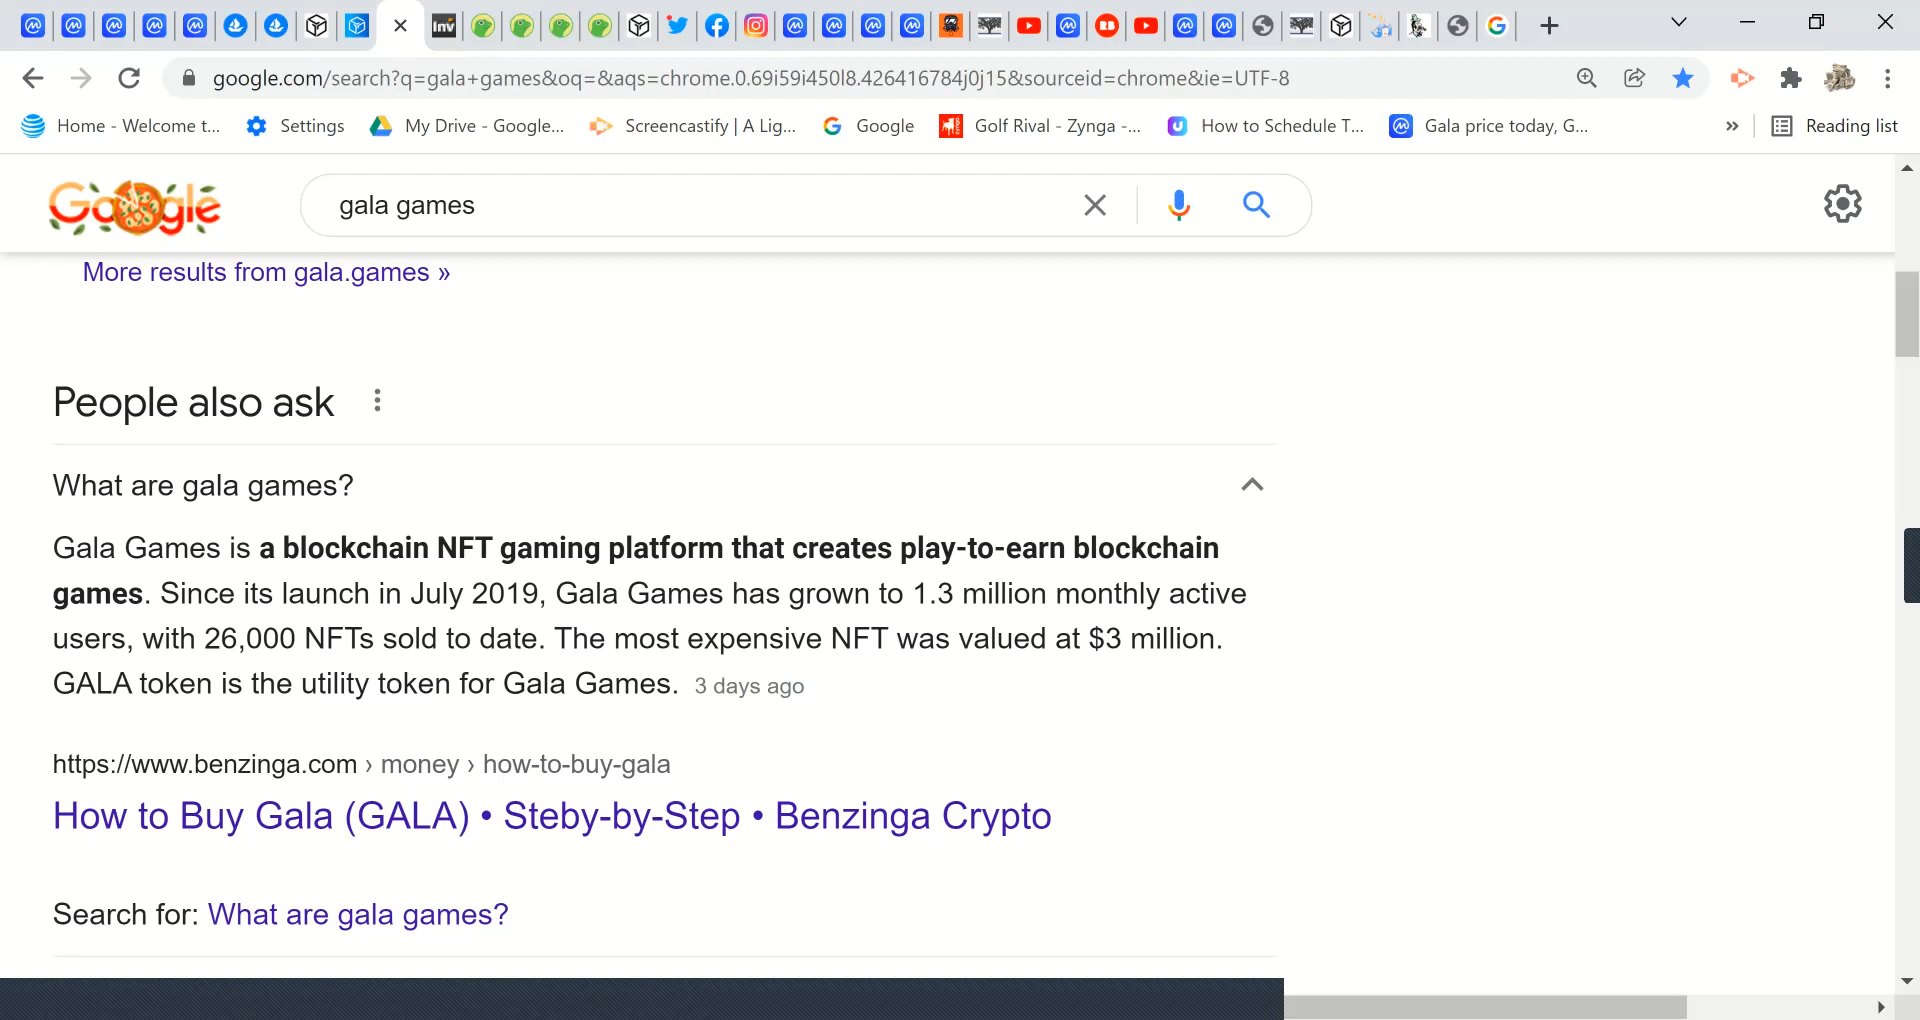 Inv
google.com/search?q=gala+games&oq=&aqs=chrome.0.69i59i450l8.426416784j0j15&sourceid=chrome&ie=UTF-8
Home - Welcome t... Settings My Drive - Google... Screencastify | A Lig... Google Golf Rival - Zynga -... How to Schedule T... Gala price today, G... » Reading list
Google gala games
More results from gala.games »
People also ask
What are gala games?
Gala Games is a blockchain NFT gaming platform that creates play-to-earn blockchain
games. Since its launch in July 2019, Gala Games has grown to 1.3 million monthly active
users, with 26,000 NFTs sold to date. The most expensive NFT was valued at $3 million.
GALA token is the utility token for Gala Games. 3 days ago
https://www.benzinga.com › money › how-to-buy-gala
How to Buy Gala (GALA) • Steby-by-Step • Benzinga Crypto
Search for: What are gala games?